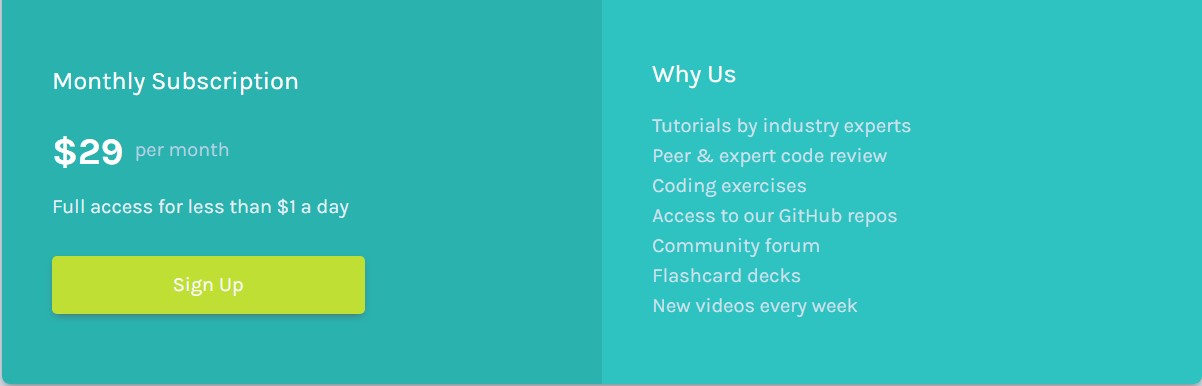 Monthly Subscription
$29 per month
Full access for less than $1 a day
Sign Up
Why Us
Tutorials by industry experts
Peer & expert code review
Coding exercises
Access to our GitHub repos
Community forum
Flashcard decks
New videos every week